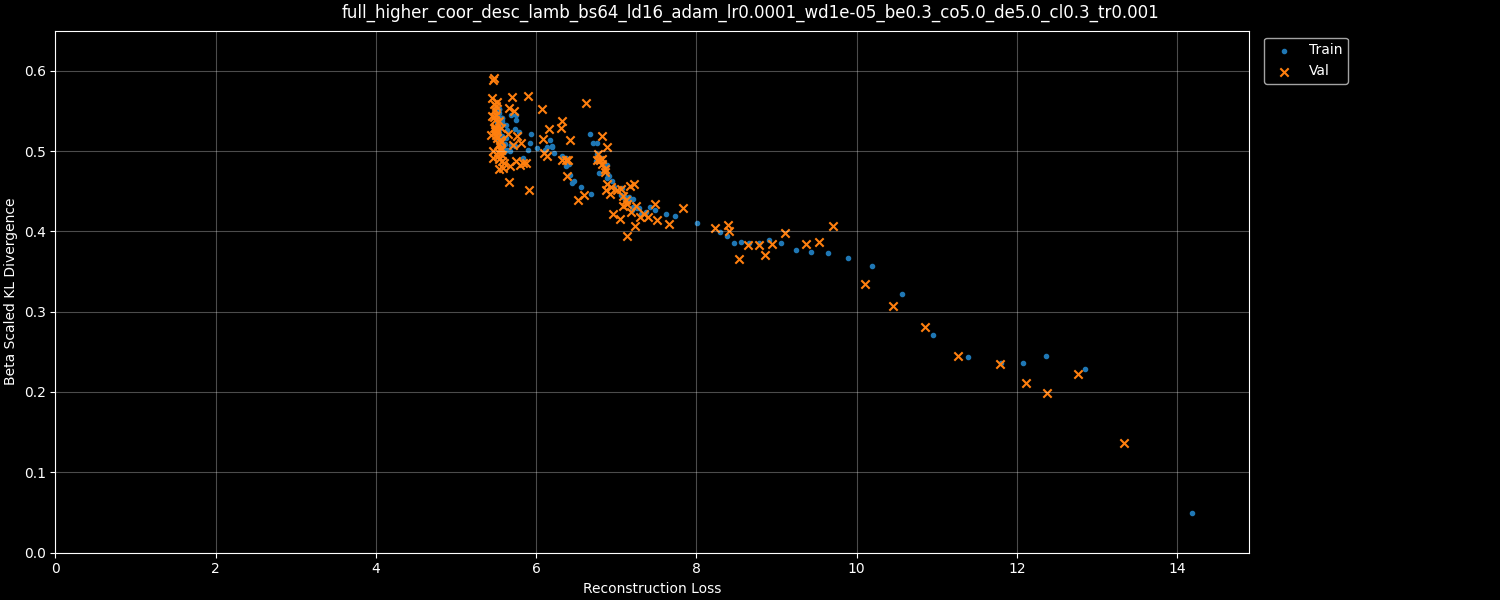 full_higher_coor_desc_lamb_bs64_ld16_adam_lr0.0001_wd1e-05_be0.3_co5.0_de5.0_cl0.3_tr0.001
Train
Val
0.6
0.5
0.4
0.3
0.2
0.1
0.0
Beta Scaled KL Divergence
0 2 4 6 8 10 12 14
Reconstruction Loss